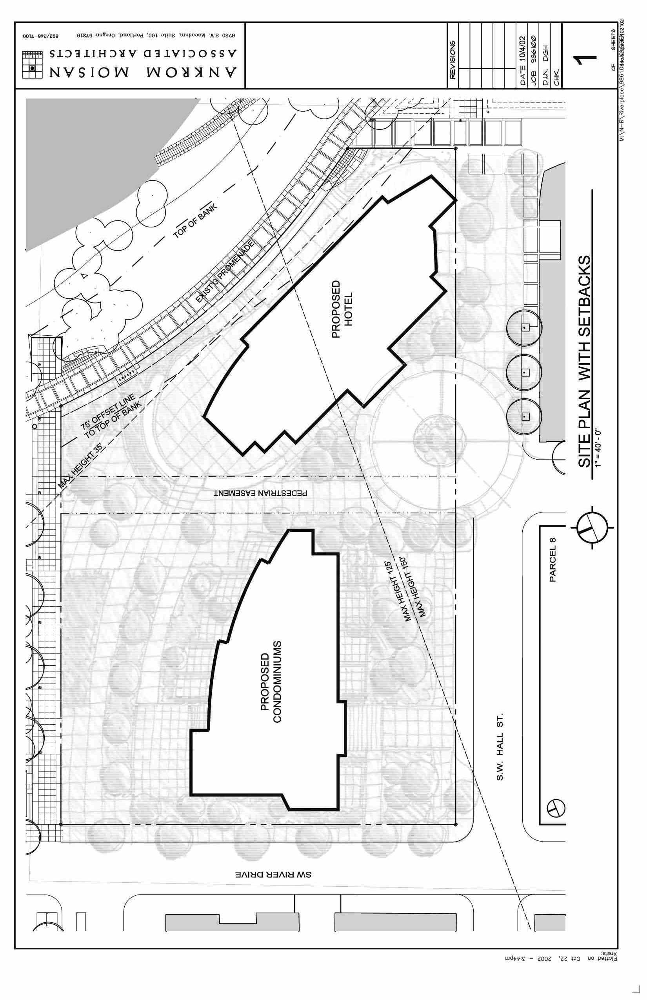 6720 S.W. Macadam, Suite 100, Portland, Oregon 97219.
503/245-7100
ANKROM MOISAN
ASSOCIATED ARCHITECTS
REVISIONS
DATE 10/4/02
JOB 986100
DWN. DGH
CHK.
1
OF SHEETS
TOP OF BANK
EXIST'G PROMENADE
75' OFFSET LINE
TO TOP OF BANK
MAX HEIGHT 35'
PROPOSED
HOTEL
PEDESTRIAN EASEMENT
MAX HEIGHT 125'
MAX HEIGHT 150'
PROPOSED
CONDOMINIUMS
S.W. HALL ST.
PARCEL 8
SW RIVER DRIVE
SITE PLAN WITH SETBACKS
1" = 40' - 0"
Plotted on Oct 22, 2002 - 3:44pm
Xrefs: